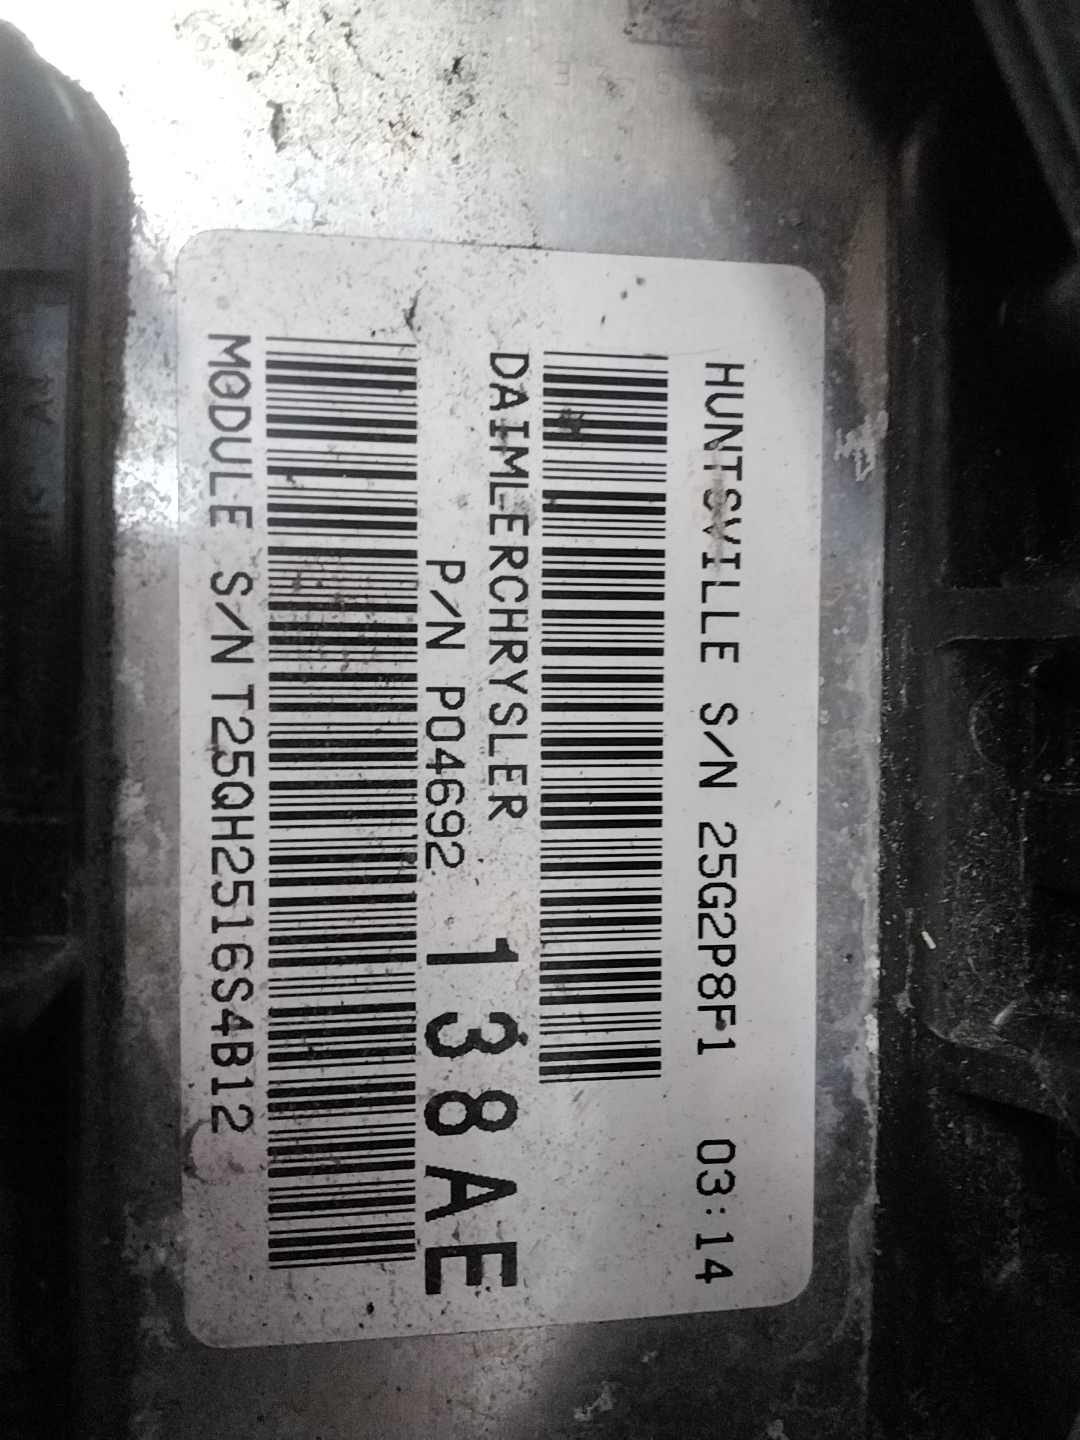 HUNTSVILLE S/N 25G2P8F1 03:14
DAIMLERCHRYSLER
P/N P04692 138AE
MODULE S/N T25QH2516S4B12